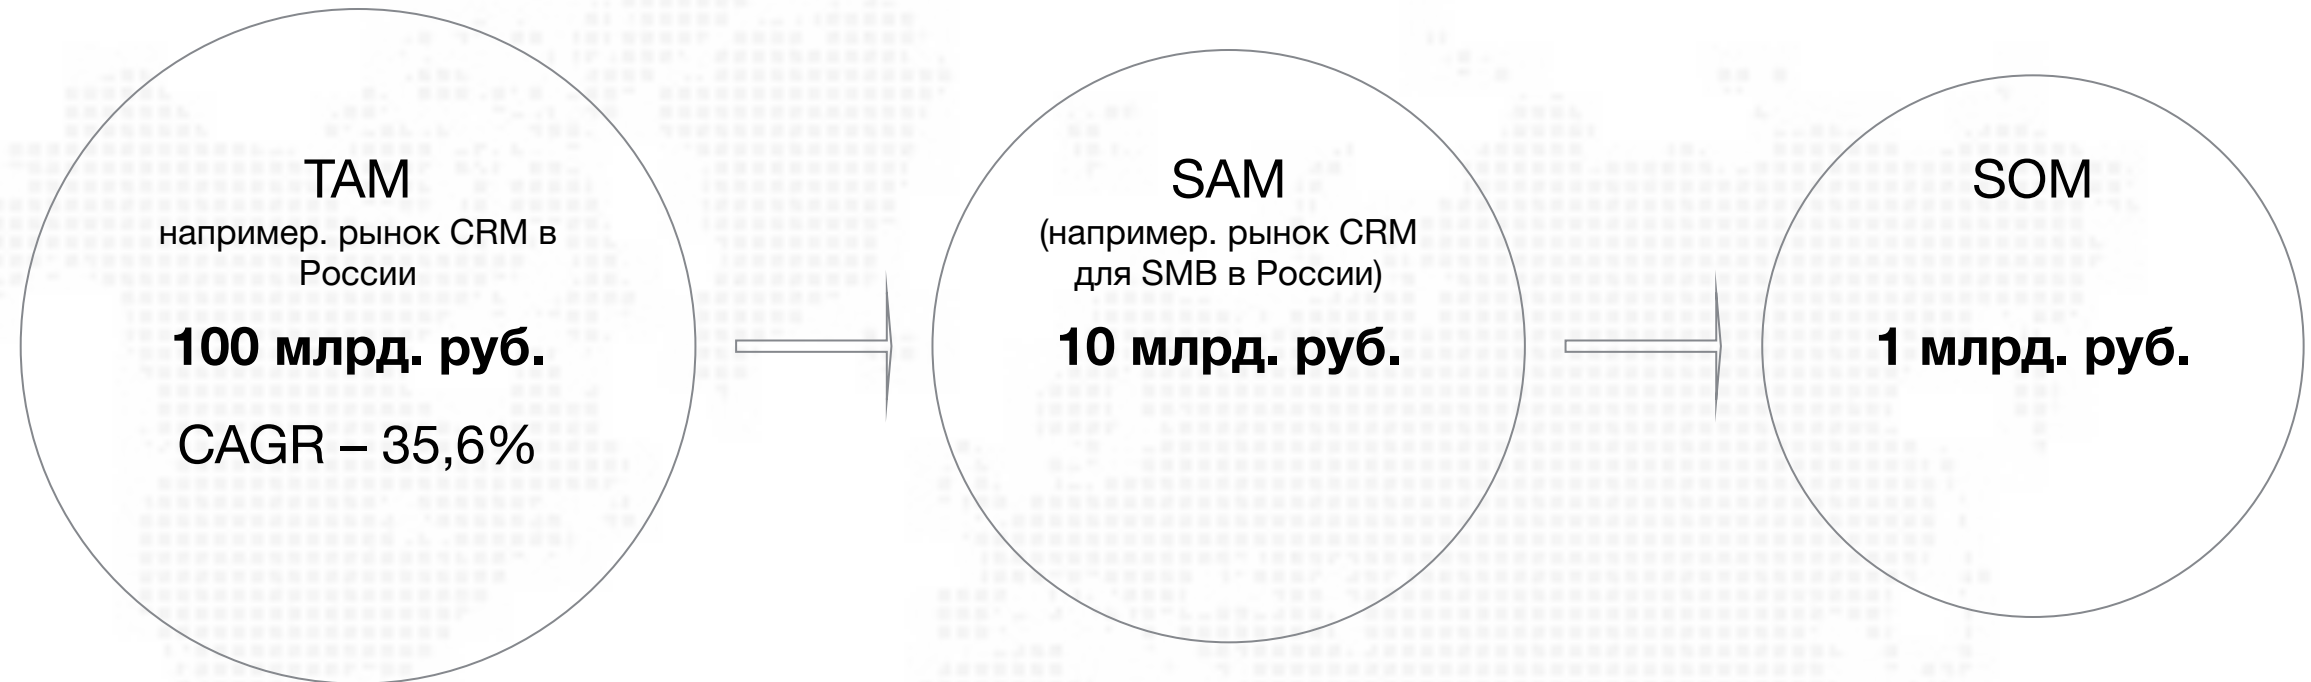 TAM
например. рынок CRM в
России
100 млрд. руб.
CAGR – 35,6%
SAM
(например. рынок CRM
для SMB в России)
10 млрд. руб.
SOM
1 млрд. руб.